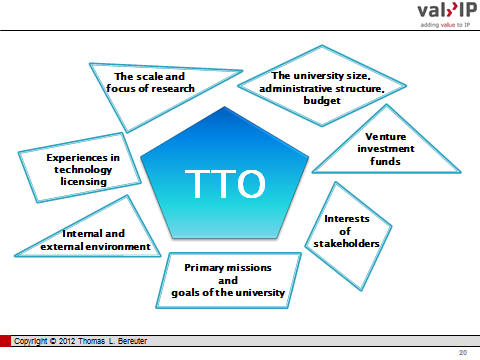 val IP
adding value to IP
The scale and
focus of research
The university size,
administrative structure,
budget
Venture
investment
funds
Experiences in
technology
licensing
TTO
Interests
of
stakeholders
Internal and
external environment
Primary missions
and
goals of the university
Copyright © 2012 Thomas L. Bereuter
20